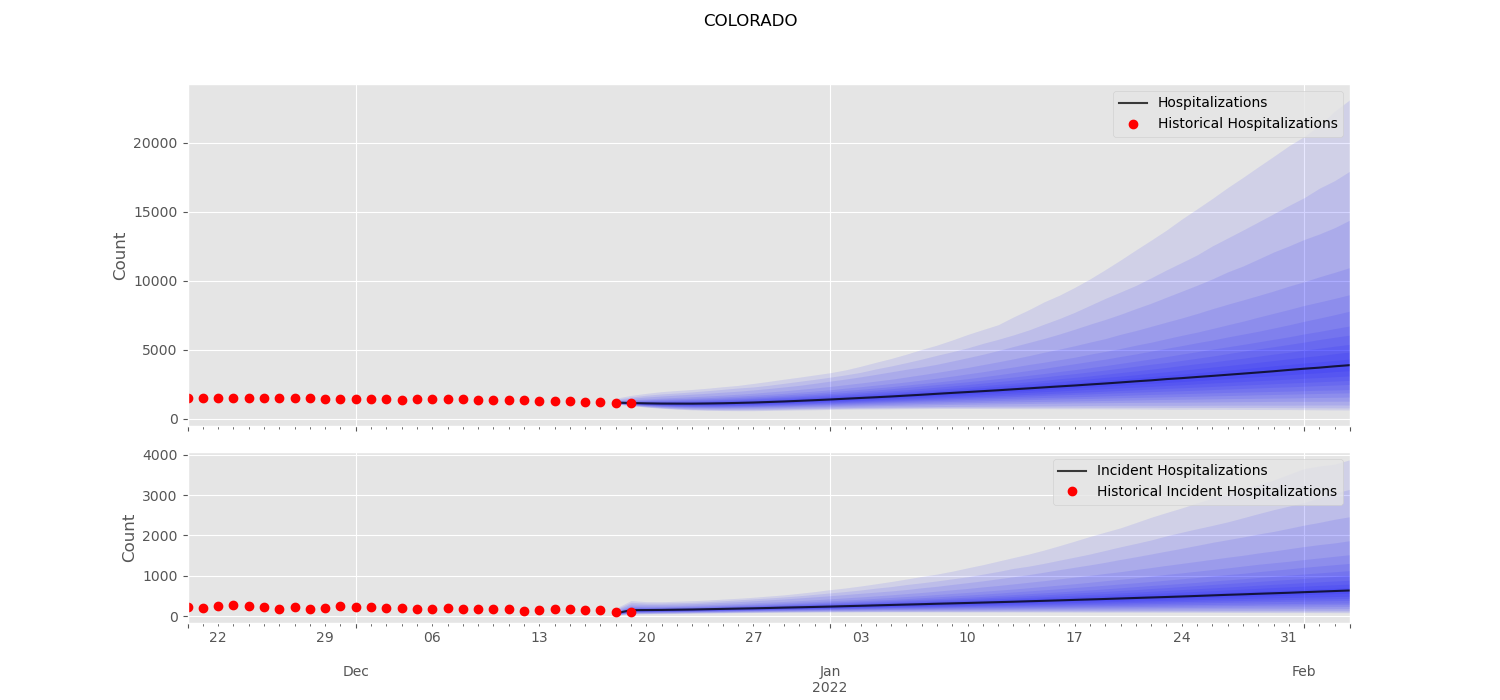 COLORADO
Hospitalizations
Historical Hospitalizations
Count
20000
15000
10000
5000
0
Incident Hospitalizations
Historical Incident Hospitalizations
Count
4000
3000
2000
1000
0
22 29 06 13 20 27 03 10 17 24 31
Dec Jan Feb
2022